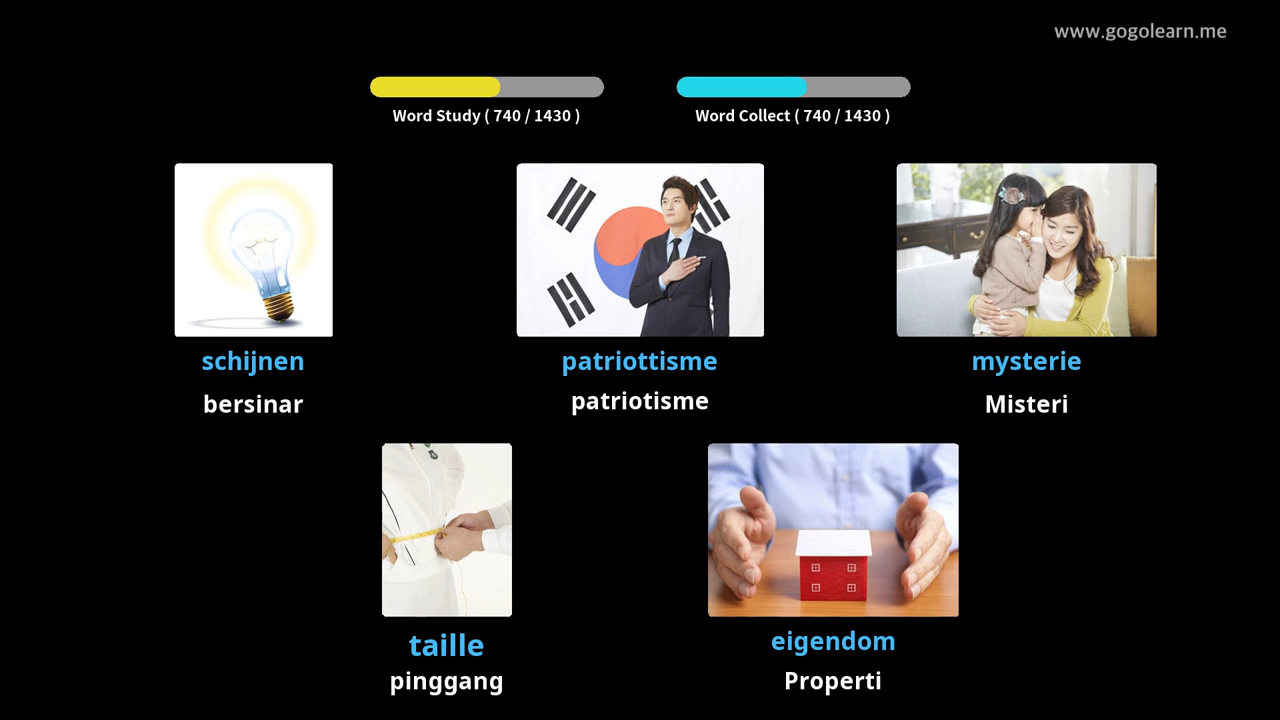 www.gogolearn.me
Word Study ( 740 / 1430 )
Word Collect ( 740 / 1430 )
schijnen
bersinar
patriottisme
patriotisme
mysterie
Misteri
taille
pinggang
eigendom
Properti